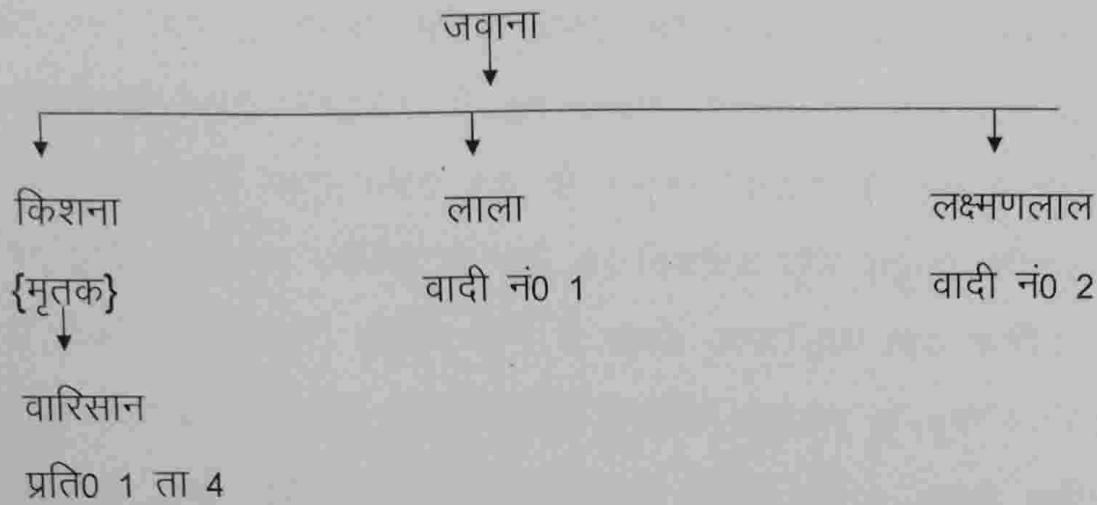 जवाना
किशना लाला लक्ष्मणलाल
{मृतक} वादी नं0 1 वादी नं0 2
वारिसान
प्रति0 1 ता 4